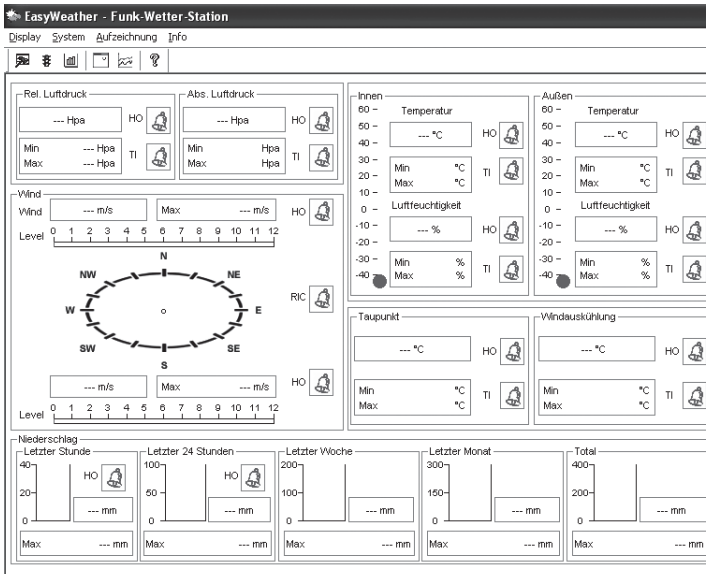 EasyWeather - Funk-Wetter-Station
Display System Aufzeichnung Info
Rel. Luftdruck
--- Hpa HO
Min --- Hpa
Max --- Hpa
TI
Abs. Luftdruck
--- Hpa HO
Min Hpa
Max Hpa
TI
Wind
Wind --- m/s Max --- m/s HO
Level 0 1 2 3 4 5 6 7 8 9 10 11 12
N
NW NE
W E
RIC
SW SE
S
--- m/s Max --- m/s HO
Level 0 1 2 3 4 5 6 7 8 9 10 11 12
Innen
60
50
40
30
20
10
0
-10
-20
-30
-40
Temperatur
--- °C HO
Min °C
Max °C
TI
Luftfeuchtigkeit
--- % HO
Min %
Max %
TI
Außen
60
50
40
30
20
10
0
-10
-20
-30
-40
Temperatur
--- °C HO
Min °C
Max °C
TI
Luftfeuchtigkeit
--- % HO
Min %
Max %
TI
Taupunkt
--- °C HO
Min °C
Max °C
TI
Windauskühlung
--- °C HO
Min °C
Max °C
TI
Niederschlag
Letzter Stunde
40
20
0
HO
--- mm
Max --- mm
Letzter 24 Stunden
100
50
0
HO
--- mm
Max --- mm
Letzter Woche
200
100
0
--- mm
Max --- mm
Letzter Monat
300
150
0
--- mm
Max --- mm
Total
400
200
0
--- mm
Max --- mm